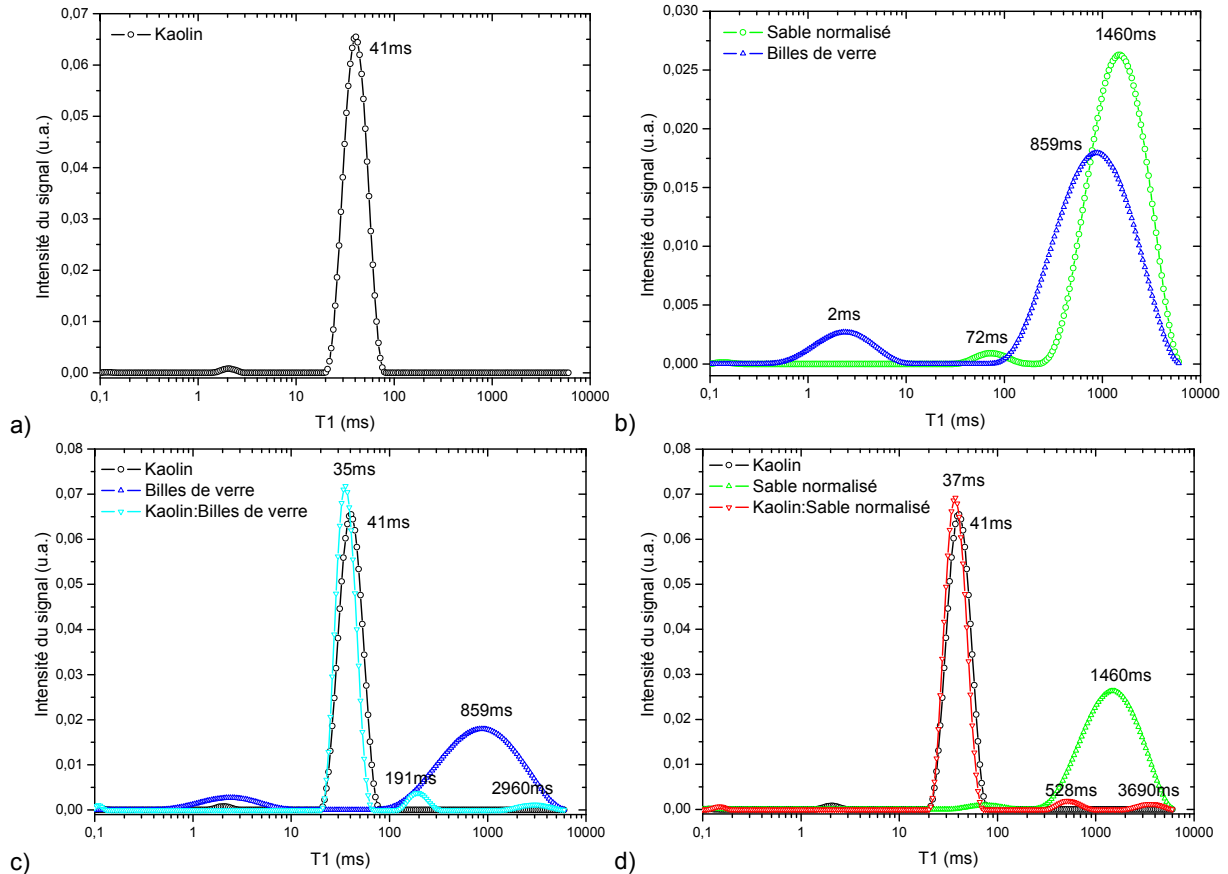 Kaolin
41ms
0,07
0,06
0,05
0,04
0,03
0,02
0,01
0,00
Intensité du signal (u.a.)
0,1
1
10
100
1000
10000
T1 (ms)
a)
Sable normalisé
Billes de verre
1460ms
859ms
2ms
72ms
0,030
0,025
0,020
0,015
0,010
0,005
0,000
Intensité du signal (u.a.)
0,1
1
10
100
1000
10000
T1 (ms)
b)
Kaolin
Billes de verre
Kaolin:Billes de verre
35ms
41ms
859ms
191ms
2960ms
0,08
0,07
0,06
0,05
0,04
0,03
0,02
0,01
0,00
Intensité du signal (u.a.)
0,1
1
10
100
1000
10000
T1 (ms)
c)
Kaolin
Sable normalisé
Kaolin:Sable normalisé
37ms
41ms
1460ms
528ms
3690ms
0,08
0,07
0,06
0,05
0,04
0,03
0,02
0,01
0,00
Intensité du signal (u.a.)
0,1
1
10
100
1000
10000
T1 (ms)
d)